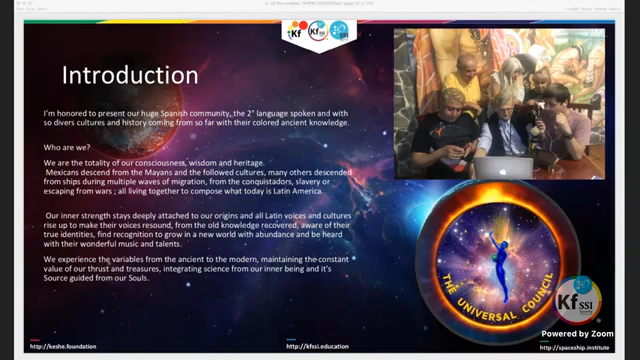 Kf
Kf SSI
SSI
Introduction
I'm honored to present our huge Spanish community, the 2° language spoken and with
so divers cultures and history coming from so far with their colored ancient knowledge.
Who are we?
We are the totality of our consciousness, wisdom and heritage.
Mexicans descend from the Mayans and the followed cultures, many others descended
from ships during multiple waves of migration, from the conquistadors, slavery or
escaping from wars ; all living together to compose what today is Latin America.
Our inner strength stays deeply attached to our origins and all Latin voices and cultures
rise up to make their voices resound, from the old knowledge recovered, aware of their
true identities, find recognition to grow in a new world with abundance and be heard
with their wonderful music and talents.
We experience the variables from the ancient to the modern, maintaining the constant
value of our thrust and treasures, integrating science from our inner being and it's
Source guided from our Souls.
THE UNIVERSAL COUNCIL
Kf SSI
Powered by Zoom
http://keshe.foundation
http://kfssi.education
http://spaceship.institute